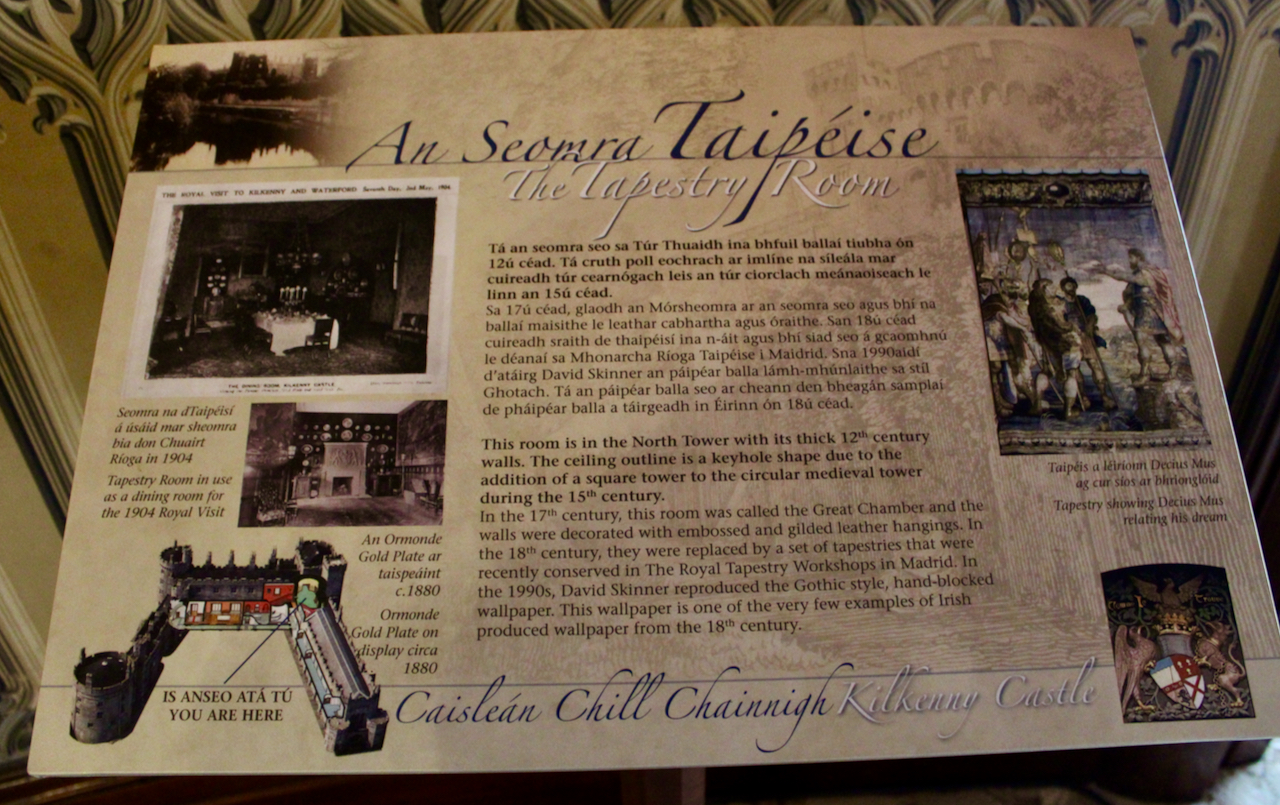 An Seomra Taipéise
The Tapestry Room
THE ROYAL VISIT TO KILKENNY AND WATERFORD Seventh Day, 2nd May, 1904
THE DINING ROOM, KILKENNY CASTLE.
Seomra na dTaipéisí
á úsáid mar sheomra
bia don Chuairt
Ríoga in 1904
Tapestry Room in use
as a dining room for
the 1904 Royal Visit
An Ormonde
Gold Plate ar
taispeáint
c.1880
Ormonde
Gold Plate on
display circa
1880
IS ANSEO ATÁ TÚ
YOU ARE HERE
Tá an seomra seo sa Túr Thuaidh ina bhfuil ballaí tiubha ón
12ú céad. Tá cruth poll eochrach ar imlíne na síleála mar
cuireadh túr cearnógach leis an túr ciorclach meánaoiseach le
linn an 15ú céad.
Sa 17ú céad, glaodh an Mórsheomra ar an seomra seo agus bhí na
ballaí maisithe le leathar cabhartha agus óraithe. San 18ú céad
cuireadh sraith de thaipéisí ina n-áit agus bhí siad seo á gcaomhnú
le déanaí sa Mhonarcha Ríoga Taipéise i Maidrid. Sna 1990aidí
d'atáirg David Skinner an páipéar balla lámh-mhúnlaithe sa stíl
Ghotach. Tá an páipéar balla seo ar cheann den bheagán samplaí
de pháipéar balla a táirgeadh in Éirinn ón 18ú céad.
This room is in the North Tower with its thick 12th century
walls. The ceiling outline is a keyhole shape due to the
addition of a square tower to the circular medieval tower
during the 15th century.
In the 17th century, this room was called the Great Chamber and the
walls were decorated with embossed and gilded leather hangings. In
the 18th century, they were replaced by a set of tapestries that were
recently conserved in The Royal Tapestry Workshops in Madrid. In
the 1990s, David Skinner reproduced the Gothic style, hand-blocked
wallpaper. This wallpaper is one of the very few examples of Irish
produced wallpaper from the 18th century.
Taipéis a léiríonn Decius Mus
ag cur síos ar bhrionglóid
Tapestry showing Decius Mus
relating his dream
Caisleán Chill Chainnigh Kilkenny Castle